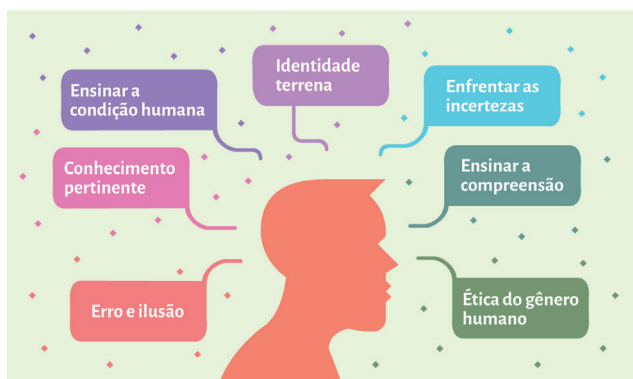 Ensinar a
condição humana
Identidade
terrena
Enfrentar as
incertezas
Conhecimento
pertinente
Ensinar a
compreensão
Erro e ilusão
Ética do gênero
humano